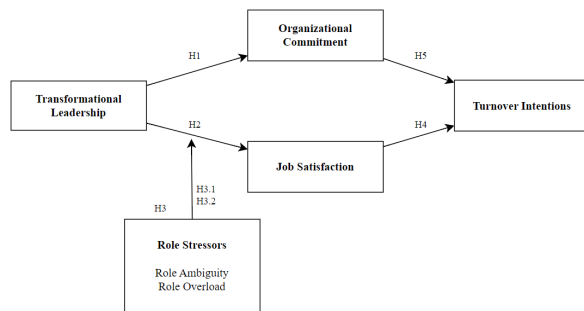 Organizational
Commitment
H1
H5
Transformational
Leadership
Turnover Intentions
H2
H4
Job Satisfaction
H3.1
H3
H3.2
Role Stressors
Role Ambiguity
Role Overload